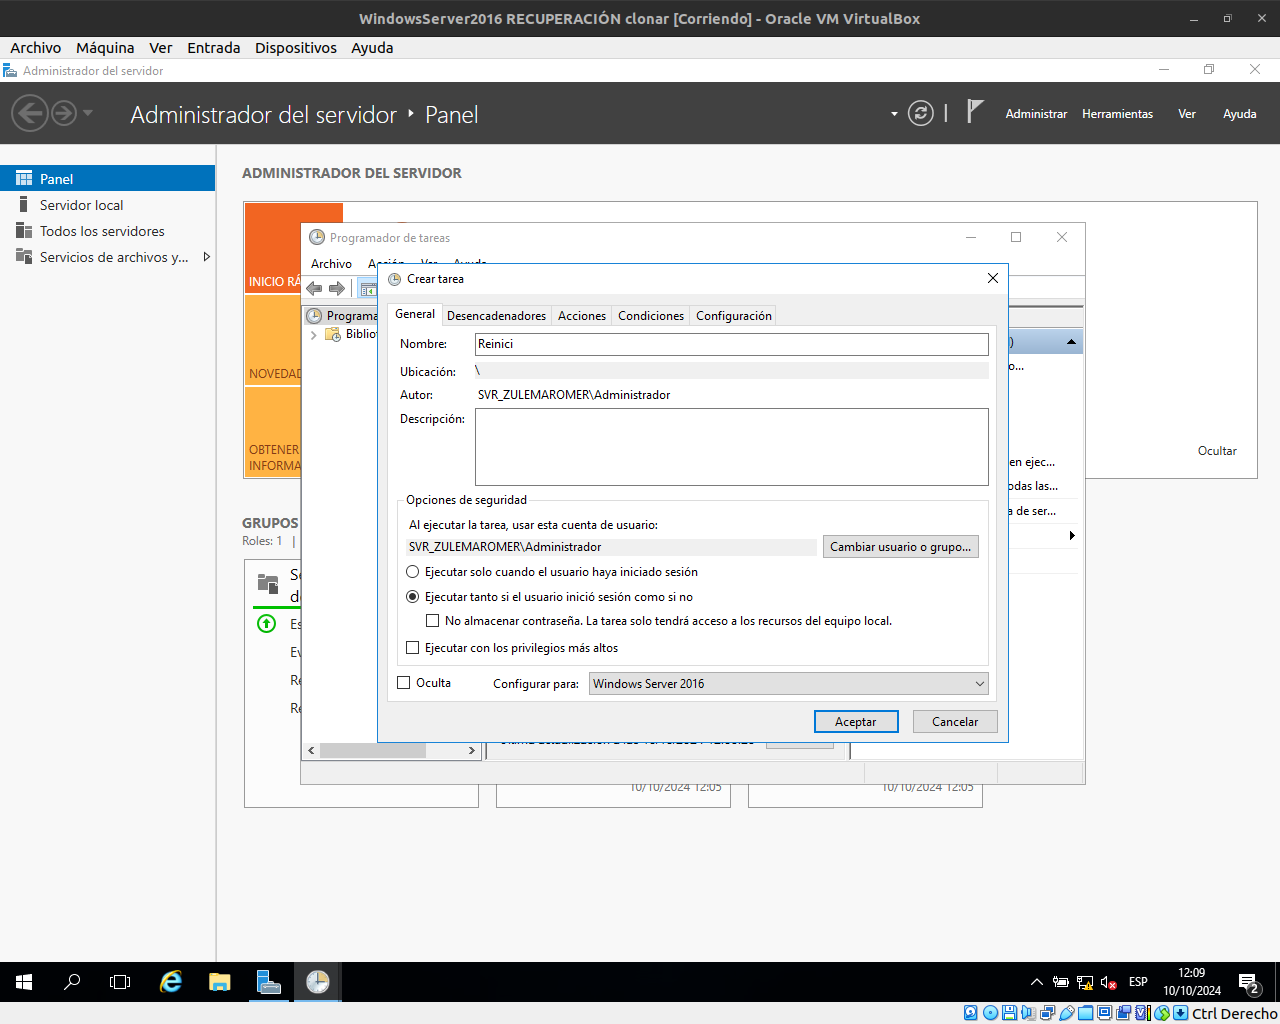 WindowsServer2016 RECUPERACIÓN clonar [Corriendo] - Oracle VM VirtualBox
Archivo Máquina Ver Entrada Dispositivos Ayuda
Administrador del servidor
Administrador del servidor ‣ Panel
Administrar Herramientas Ver Ayuda
Panel
Servidor local
Todos los servidores
Servicios de archivos y...
ADMINISTRADOR DEL SERVIDOR
INICIO RÁ
NOVEDAD
OBTENER
INFORMA
Ocultar
GRUPOS
Roles: 1 |
Programador de tareas
Archivo Acción Ver Ayuda
Programa
Crear tarea
General Desencadenadores Acciones Condiciones Configuración
Nombre: Reinici
Ubicación: \
Autor: SVR_ZULEMAROMER\Administrador
Descripción:
Opciones de seguridad
Al ejecutar la tarea, usar esta cuenta de usuario:
SVR_ZULEMAROMER\Administrador Cambiar usuario o grupo...
Ejecutar solo cuando el usuario haya iniciado sesión
Ejecutar tanto si el usuario inició sesión como si no
No almacenar contraseña. La tarea solo tendrá acceso a los recursos del equipo local.
Ejecutar con los privilegios más altos
Oculta Configurar para: Windows Server 2016
Aceptar Cancelar
)
o...
en ejec...
odas las...
a de ser...
10/10/2024 12:05
10/10/2024 12:05
ESP
12:09
10/10/2024
2
Ctrl Derecho